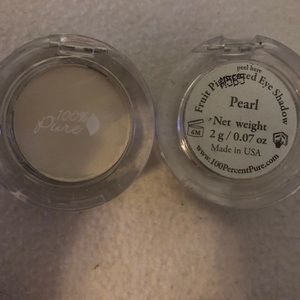 100%
Pure
peel here
Fruit Pigmented Eye Shadow
Pearl
6M
Net weight
2 g / 0.07 oz
Made in USA
www.100PercentPure.com